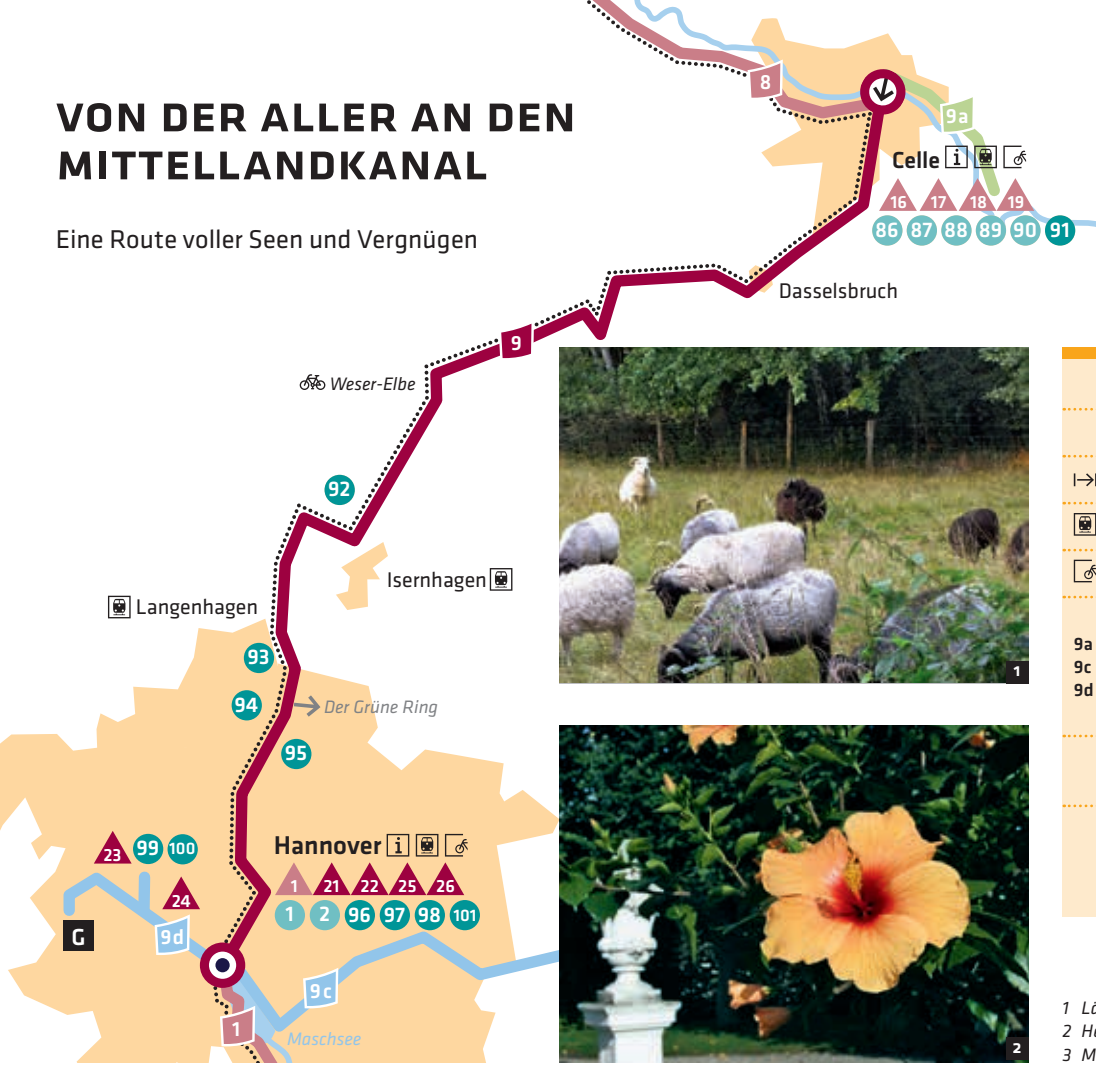 VON DER ALLER AN DEN
MITTELLANDKANAL
Eine Route voller Seen und Vergnügen
8
9a
Celle i
16 17 18 19
86 87 88 89 90 91
Dasselsbruch
9
Weser-Elbe
92
Isernhagen
Langenhagen
93
94
Der Grüne Ring
95
23 99 100
24
Hannover i
1 21 22 25 26
1 2 96 97 98 101
G
9d
9c
1
Maschsee
1
2
9a
9c
9d
1
2
3